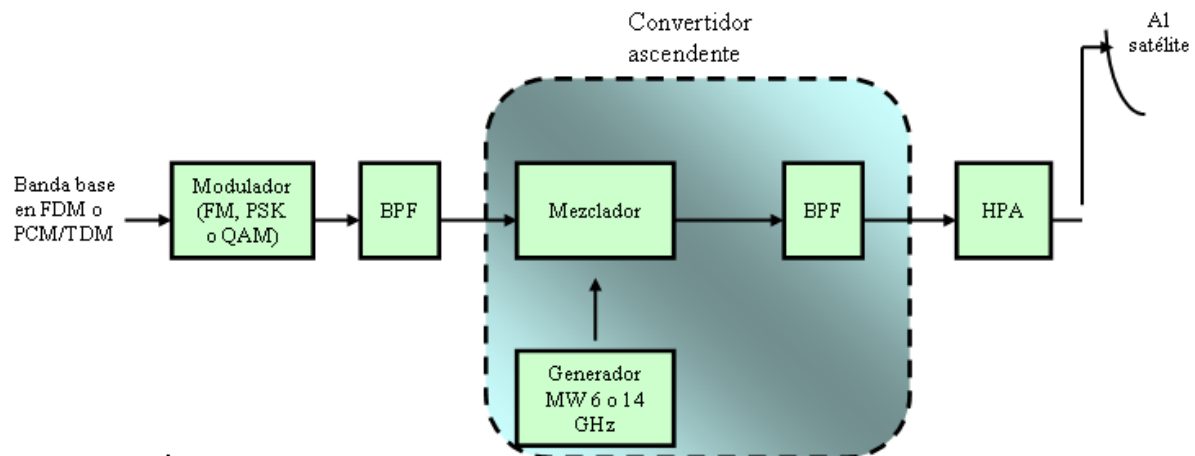 Convertidor
ascendente
Al
satélite
Banda base
en FDM o
PCM/TDM
Modulador
(FM, PSK
o QAM)
BPF
Mezclador
BPF
HPA
Generador
MW 6 o 14
GHz